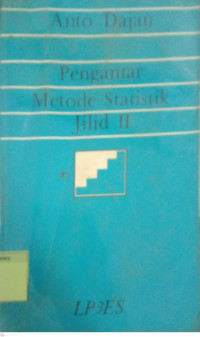 Anto Dajan
Pengantar
Metode Statistik
Jilid II
LP3ES